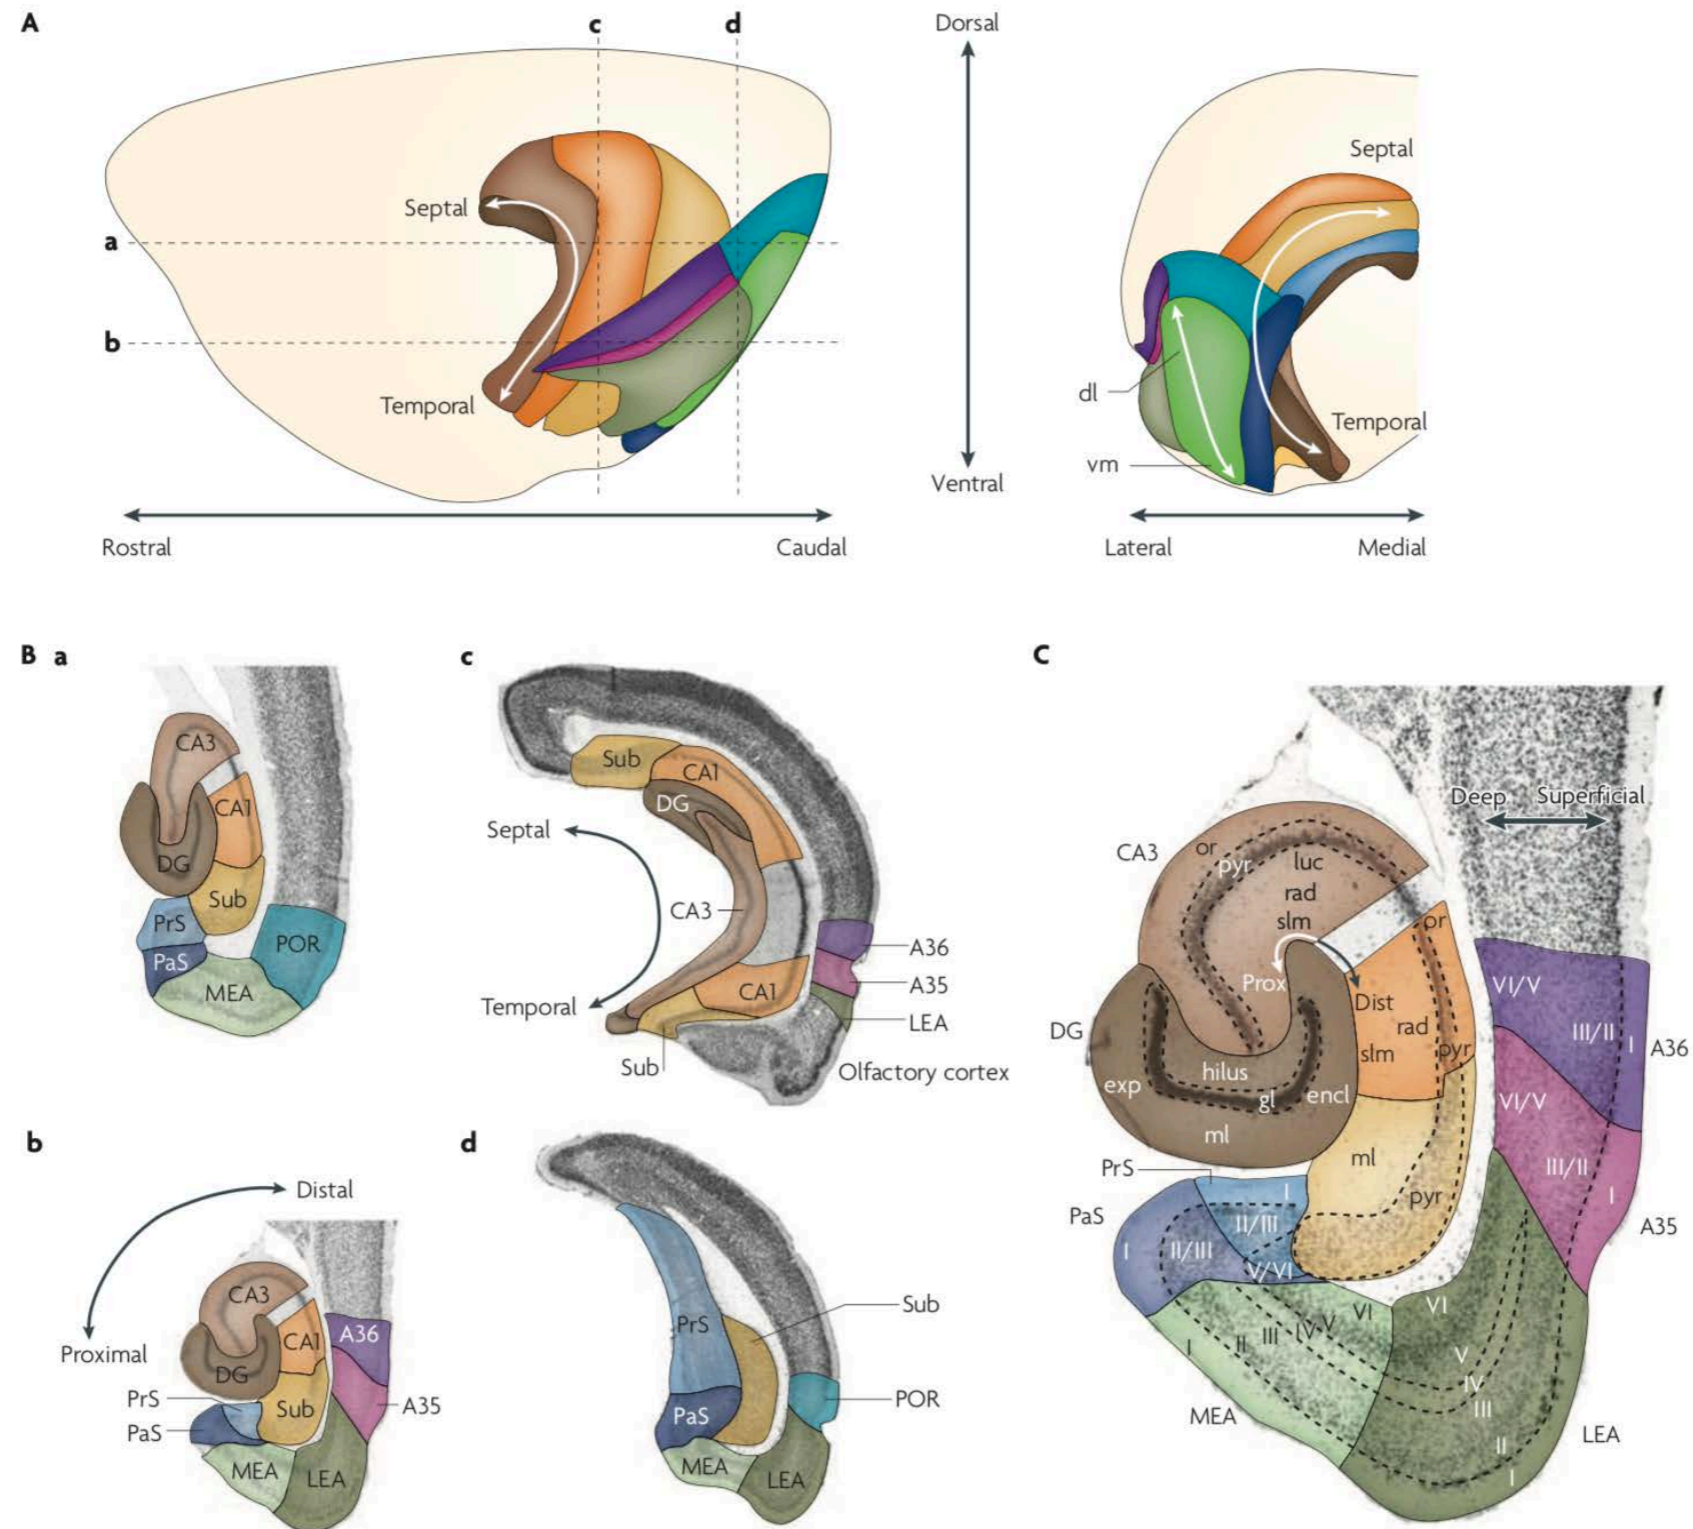 A
c
d
Dorsal
Septal
Septal
a
b
dl
Temporal
Temporal
vm
Ventral
Rostral
Caudal
Lateral
Medial
B
a
CA3
CA1
DG
Sub
PrS
POR
PaS
MEA
c
Sub
CA1
DG
Septal
CA3
A36
A35
Temporal
CA1
LEA
Sub
Olfactory cortex
b
Distal
Proximal
CA3
CA1
A36
DG
PrS
Sub
A35
PaS
MEA
LEA
d
PrS
Sub
PaS
POR
MEA
LEA
C
Deep
Superficial
CA3
or
pyr
luc
rad
slm
or
Prox
Dist
VI/V
DG
rad
III/II
I
A36
slm
pyr
hilus
exp
gl
encl
VI/V
ml
ml
III/II
PrS
I
pyr
I
PaS
II/III
A35
I
II/III
V/VI
VI
VI
IV-V
III
II
I
V
IV
III
MEA
LEA
II
I